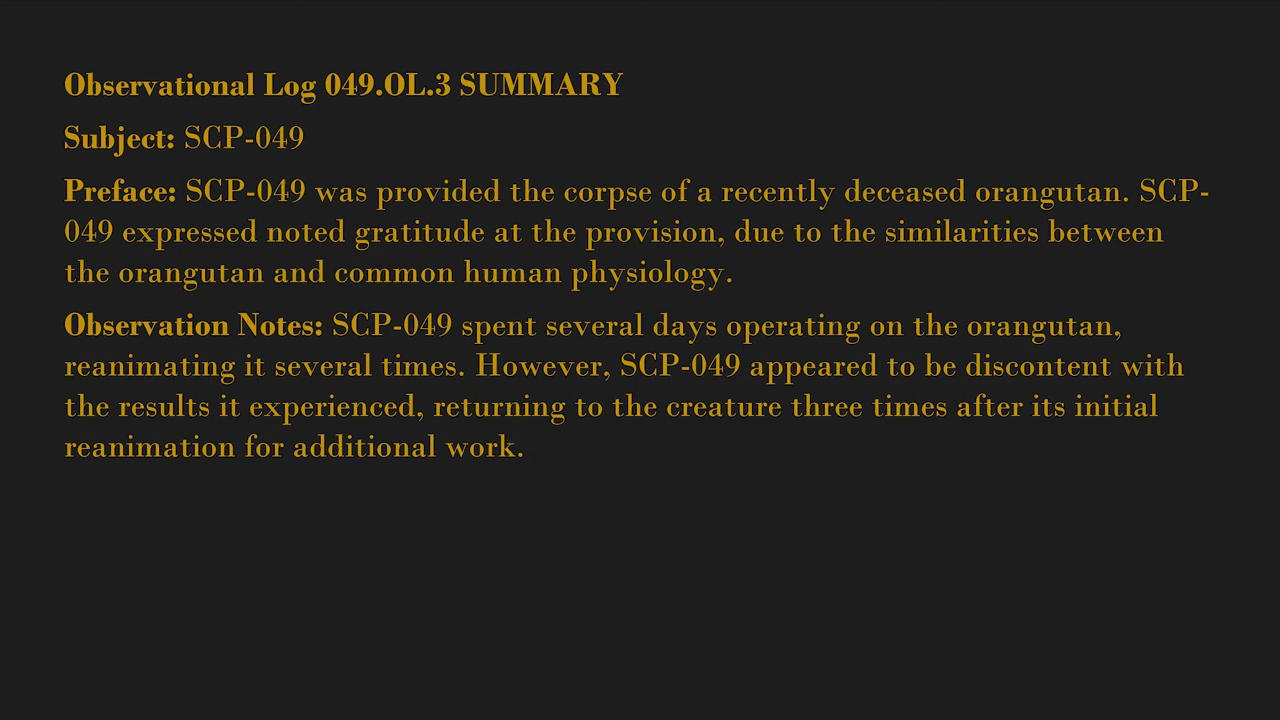 Observational Log 049.OL.3 SUMMARY
Subject: SCP-049
Preface: SCP-049 was provided the corpse of a recently deceased orangutan. SCP-
049 expressed noted gratitude at the provision, due to the similarities between
the orangutan and common human physiology.
Observation Notes: SCP-049 spent several days operating on the orangutan,
reanimating it several times. However, SCP-049 appeared to be discontent with
the results it experienced, returning to the creature three times after its initial
reanimation for additional work.